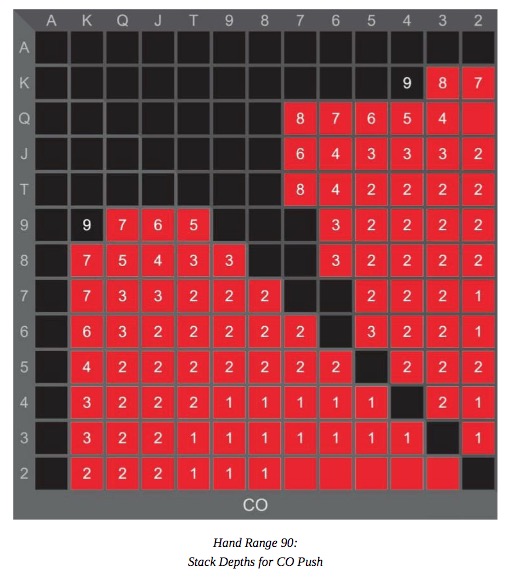 A K Q J T 9 8 7 6 5 4 3 2
A
K 9 8 7
Q 8 7 6 5 4
J 6 4 3 3 3 2
T 8 4 2 2 2 2
9 9 7 6 5 3 2 2 2 2
8 7 5 4 3 3 3 2 2 2 2
7 7 3 3 2 2 2 2 2 2 1
6 6 3 2 2 2 2 2 3 2 2 1
5 4 2 2 2 2 2 2 2 2 2 2
4 3 2 2 2 1 1 1 1 1 2 1
3 3 2 2 1 1 1 1 1 1 1 1
2 2 2 2 1 1 1
CO
Hand Range 90:
Stack Depths for CO Push